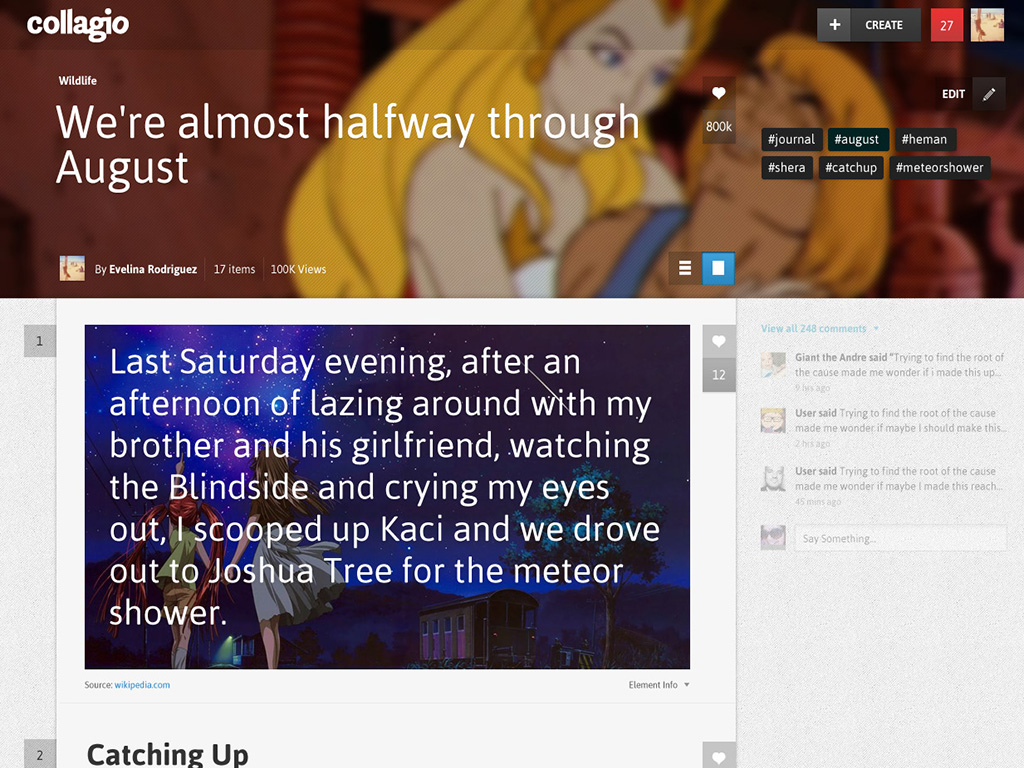 collagio
+ CREATE
27
Wildlife
We're almost halfway through
August
800k
EDIT
#journal #august #heman
#shera #catchup #meteorshower
By Evelina Rodriguez 17 items 100K Views
1
Last Saturday evening, after an
afternoon of lazing around with my
brother and his girlfriend, watching
the Blindside and crying my eyes
out, I scooped up Kaci and we drove
out to Joshua Tree for the meteor
shower.
12
Source: wikipedia.com
Element Info
View all 248 comments
Giant the Andre said “Trying to find the root of
the cause made me wonder if i made this up...
9 hrs ago
User said Trying to find the root of the cause
made me wonder if maybe I should make this...
2 hrs ago
User said Trying to find the root of the cause
made me wonder if maybe I made this reach...
45 mins ago
Say Something...
2
Catching Up